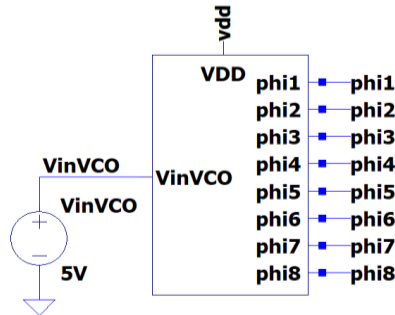 vdd
VDD
phi1 phi1
phi2 phi2
phi3 phi3
phi4 phi4
VinVCO VinVCO phi5 phi5
VinVCO phi6 phi6
phi7 phi7
5V phi8 phi8